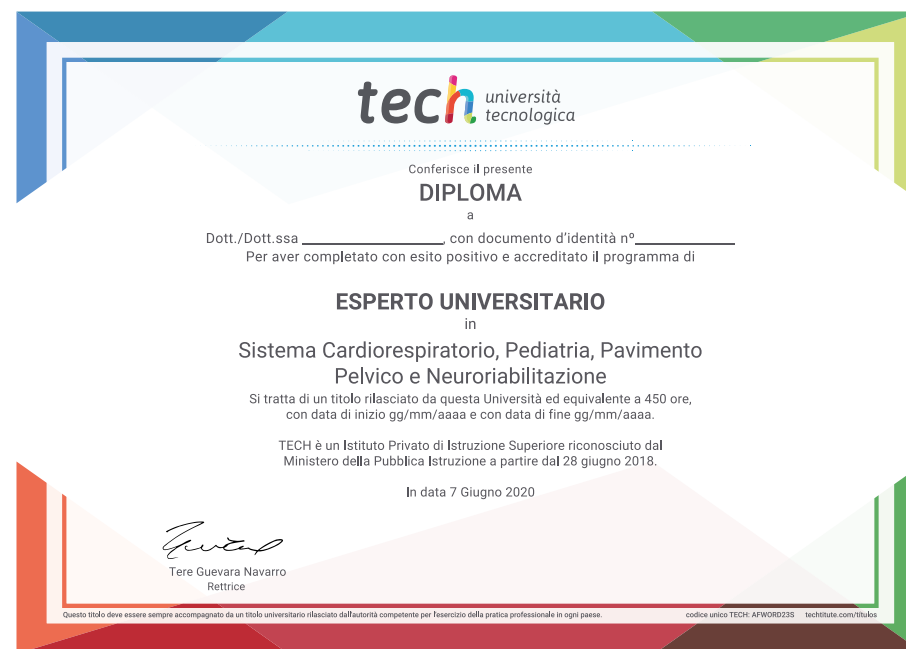 tech università
tecnologica
Conferisce il presente
DIPLOMA
a
Dott./Dott.ssa ____________________, con documento d'identità nº______________
Per aver completato con esito positivo e accreditato il programma di
ESPERTO UNIVERSITARIO
in
Sistema Cardiorespiratorio, Pediatria, Pavimento
Pelvico e Neuroriabilitazione
Si tratta di un titolo rilasciato da questa Università ed equivalente a 450 ore,
con data di inizio gg/mm/aaaa e con data di fine gg/mm/aaaa.
TECH è un Istituto Privato di Istruzione Superiore riconosciuto dal
Ministero della Pubblica Istruzione a partire dal 28 giugno 2018.
In data 7 Giugno 2020
Tere Guevara Navarro
Rettrice
Questo titolo deve essere sempre accompagnato da un titolo universitario rilasciato dall'autorità competente per l'esercizio della pratica professionale in ogni paese. codice unico TECH: AFWORD23S techtitute.com/titulos